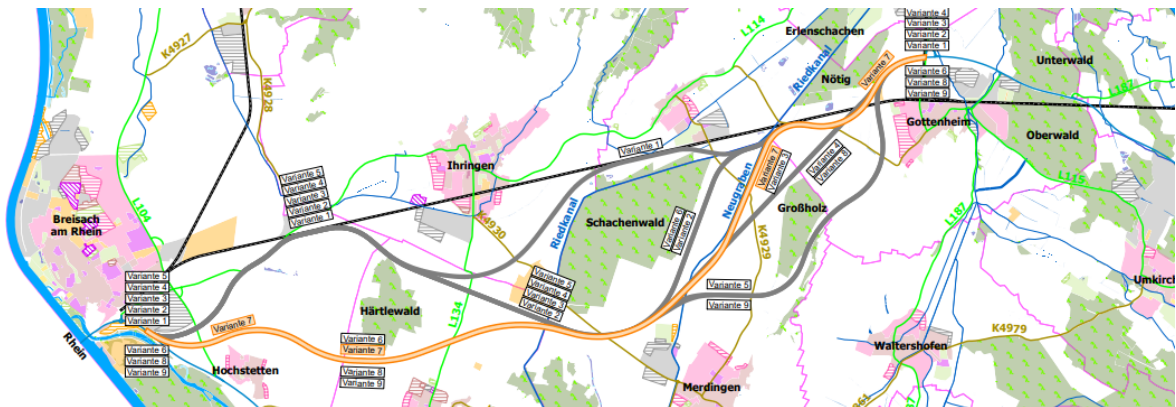 K4927
K4928
L114
Erlenschachen
Riedkanal
Nötig
Variante 7
Variante 4
Variante 3
Variante 2
Variante 1
Variante 6
Variante 8
Variante 9
Gottenheim
Unterwald
L187
Oberwald
L115
L187
Umkirch
K4979
Waltershofen
Breisach
am Rhein
L104
Variante 5
Variante 4
Variante 3
Variante 2
Variante 1
Ihringen
K4930
Variante 1
Riedkanal
Schachenwald
Variante 6
Variante 2
Neugraben
Variante 7
Variante 3
Variante 4
Variante 8
Großholz
K4929
Variante 5
Variante 9
Variante 5
Variante 4
Variante 3
Variante 2
Variante 1
Variante 7
Variante 6
Variante 8
Variante 9
Rhein
Hochstetten
Härtlewald
L134
Variante 6
Variante 7
Variante 8
Variante 9
Variante 5
Variante 4
Variante 3
Variante 2
Merdingen